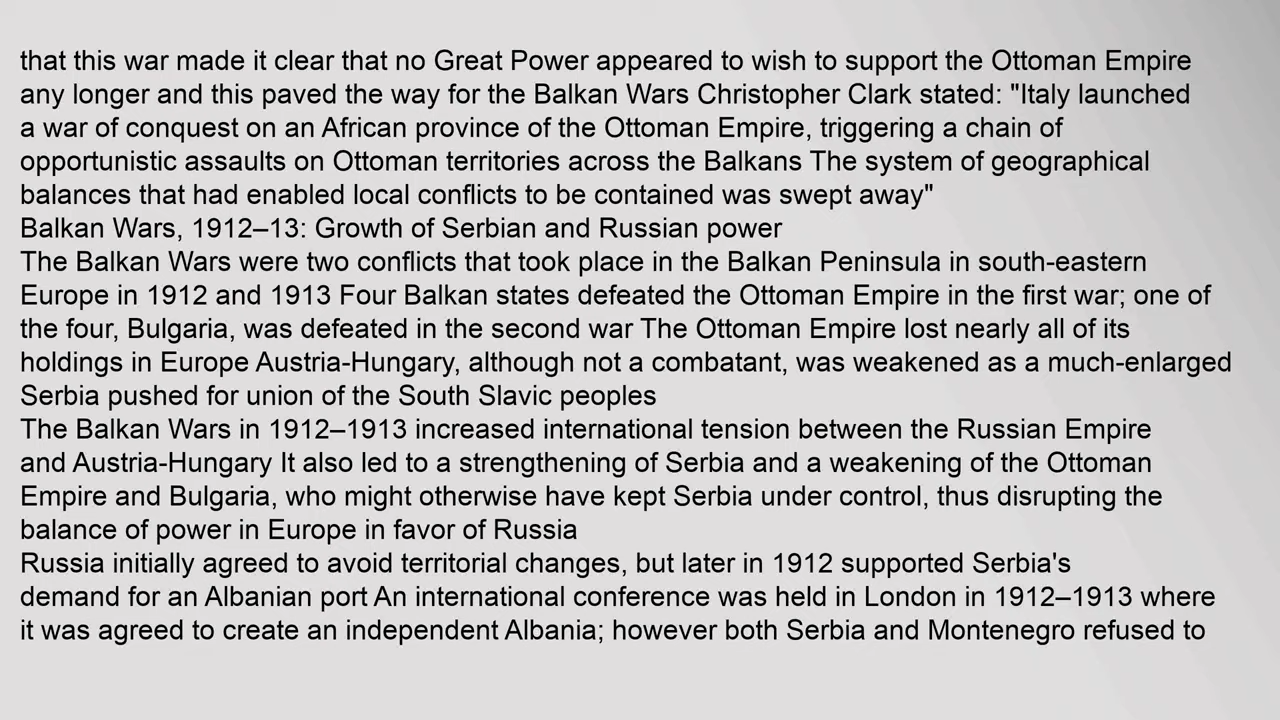 that this war made it clear that no Great Power appeared to wish to support the Ottoman Empire
any longer and this paved the way for the Balkan Wars Christopher Clark stated: "Italy launched
a war of conquest on an African province of the Ottoman Empire, triggering a chain of
opportunistic assaults on Ottoman territories across the Balkans The system of geographical
balances that had enabled local conflicts to be contained was swept away"
Balkan Wars, 1912–13: Growth of Serbian and Russian power
The Balkan Wars were two conflicts that took place in the Balkan Peninsula in south-eastern
Europe in 1912 and 1913 Four Balkan states defeated the Ottoman Empire in the first war; one of
the four, Bulgaria, was defeated in the second war The Ottoman Empire lost nearly all of its
holdings in Europe Austria-Hungary, although not a combatant, was weakened as a much-enlarged
Serbia pushed for union of the South Slavic peoples
The Balkan Wars in 1912–1913 increased international tension between the Russian Empire
and Austria-Hungary It also led to a strengthening of Serbia and a weakening of the Ottoman
Empire and Bulgaria, who might otherwise have kept Serbia under control, thus disrupting the
balance of power in Europe in favor of Russia
Russia initially agreed to avoid territorial changes, but later in 1912 supported Serbia's
demand for an Albanian port An international conference was held in London in 1912–1913 where
it was agreed to create an independent Albania; however both Serbia and Montenegro refused to